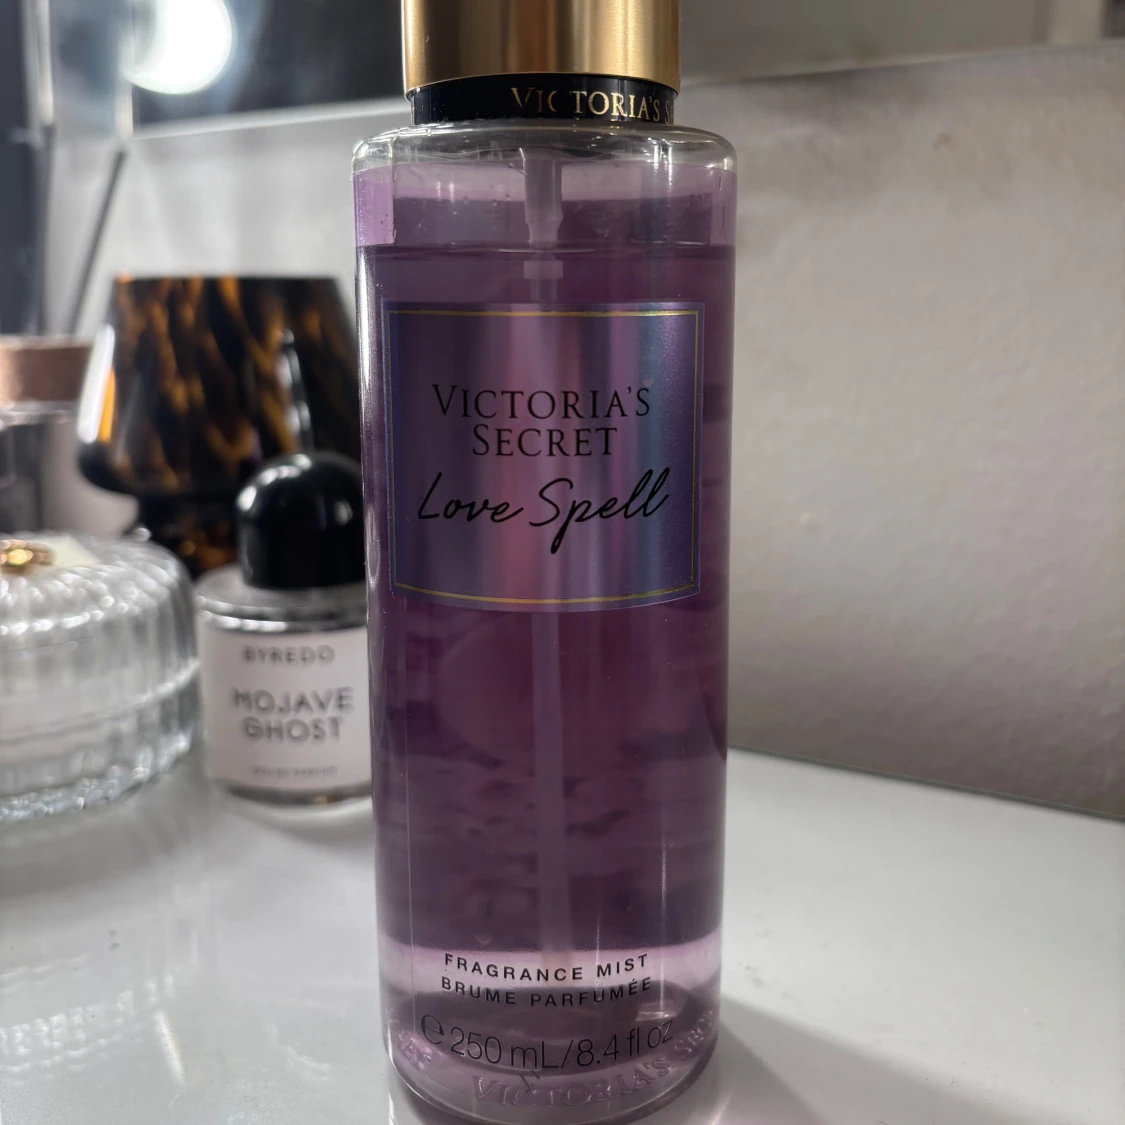 VICTORIA'S S
VICTORIA'S
SECRET
Love Spell
BYREDO
MOJAVE
GHOST
FRAGRANCE MIST
BRUME PARFUMÉE
e 250 mL/8.4 fl oz
VICTORIA'S SEC